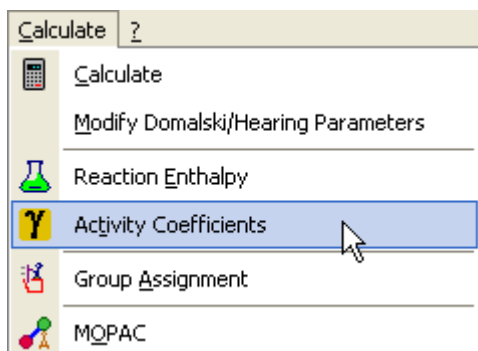 Calculate ?
Calculate
Modify Domalski/Hearing Parameters
Reaction Enthalpy
γ Activity Coefficients
Group Assignment
MOPAC